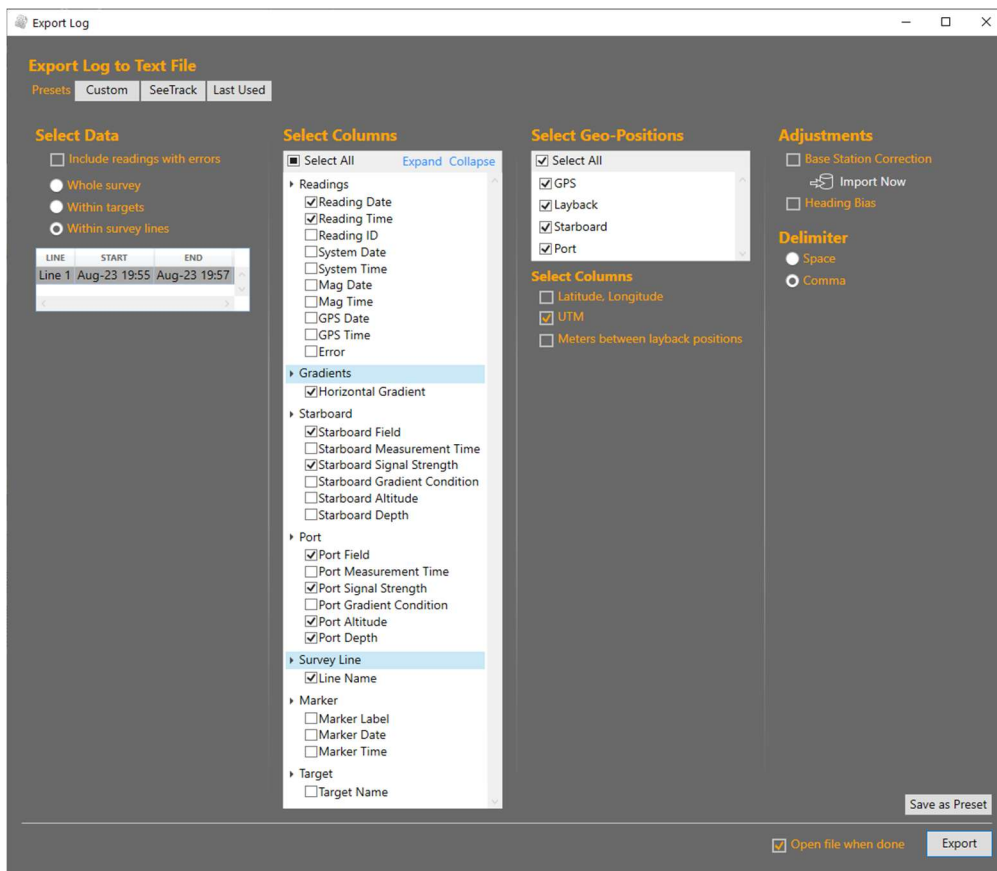 Export Log
Export Log to Text File
Presets Custom SeeTrack Last Used
Select Data
Include readings with errors
Whole survey
Within targets
Within survey lines
LINE START END
Line 1 Aug-23 19:55 Aug-23 19:57
Select Columns
Select All Expand Collapse
Readings
Reading Date
Reading Time
Reading ID
System Date
System Time
Mag Date
Mag Time
GPS Date
GPS Time
Error
Gradients
Horizontal Gradient
Starboard
Starboard Field
Starboard Measurement Time
Starboard Signal Strength
Starboard Gradient Condition
Starboard Altitude
Starboard Depth
Port
Port Field
Port Measurement Time
Port Signal Strength
Port Gradient Condition
Port Altitude
Port Depth
Survey Line
Line Name
Marker
Marker Label
Marker Date
Marker Time
Target
Target Name
Select Geo-Positions
Select All
GPS
Layback
Starboard
Port
Select Columns
Latitude, Longitude
UTM
Meters between layback positions
Adjustments
Base Station Correction
Import Now
Heading Bias
Delimiter
Space
Comma
Save as Preset
Open file when done Export